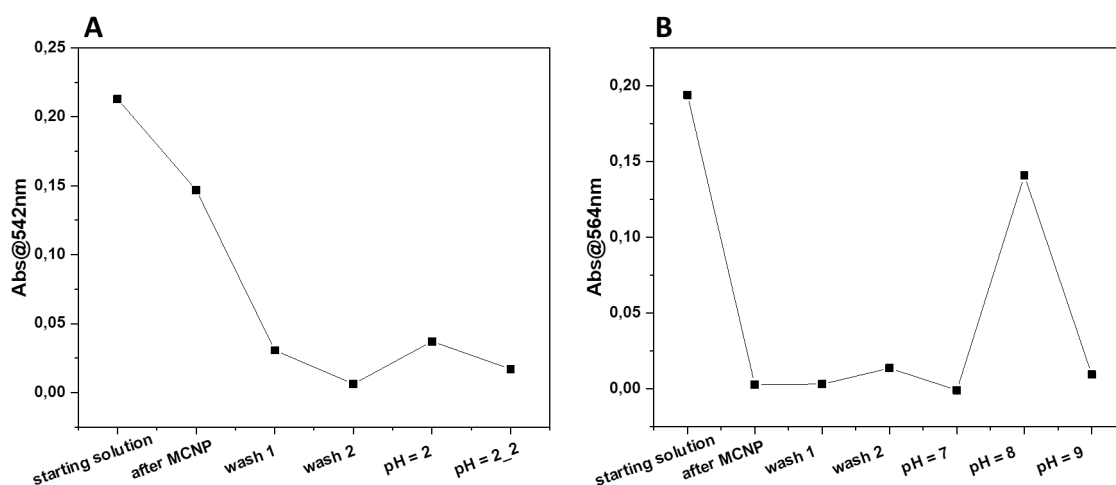 A
Abs@542nm
0,25
0,20
0,15
0,10
0,05
0,00
starting solution
after MCNP
wash 1
wash 2
pH = 2
pH = 2_2
B
Abs@564nm
0,20
0,15
0,10
0,05
0,00
starting solution
after MCNP
wash 1
wash 2
pH = 7
pH = 8
pH = 9